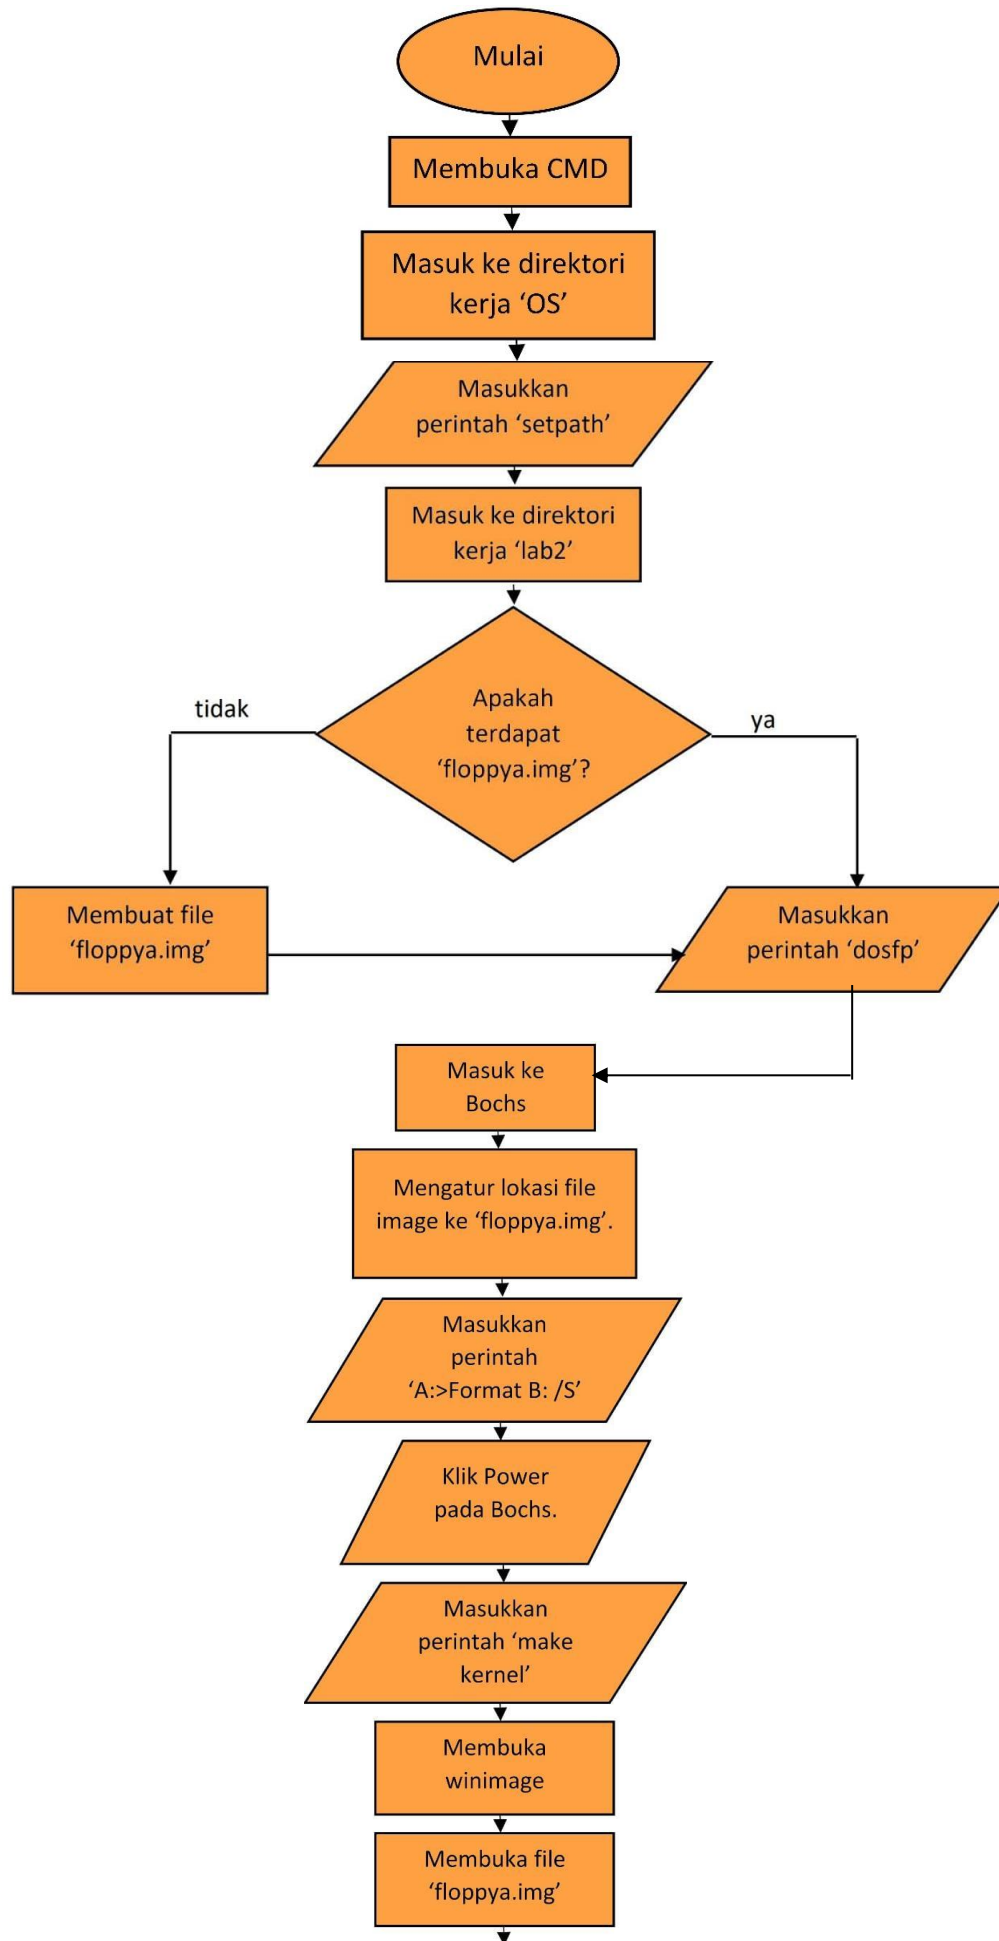 Mulai
Membuka CMD
Masuk ke direktori
kerja ‘OS’
Masukkan
perintah ‘setpath’
Masuk ke direktori
kerja ‘lab2’
Apakah
terdapat
‘floppya.img’?
tidak
ya
Membuat file
‘floppya.img’
Masukkan
perintah ‘dosfp’
Masuk ke
Bochs
Mengatur lokasi file
image ke ‘floppya.img’.
Masukkan
perintah
‘A:>Format B: /S’
Klik Power
pada Bochs.
Masukkan
perintah ‘make
kernel’
Membuka
winimage
Membuka file
‘floppya.img’